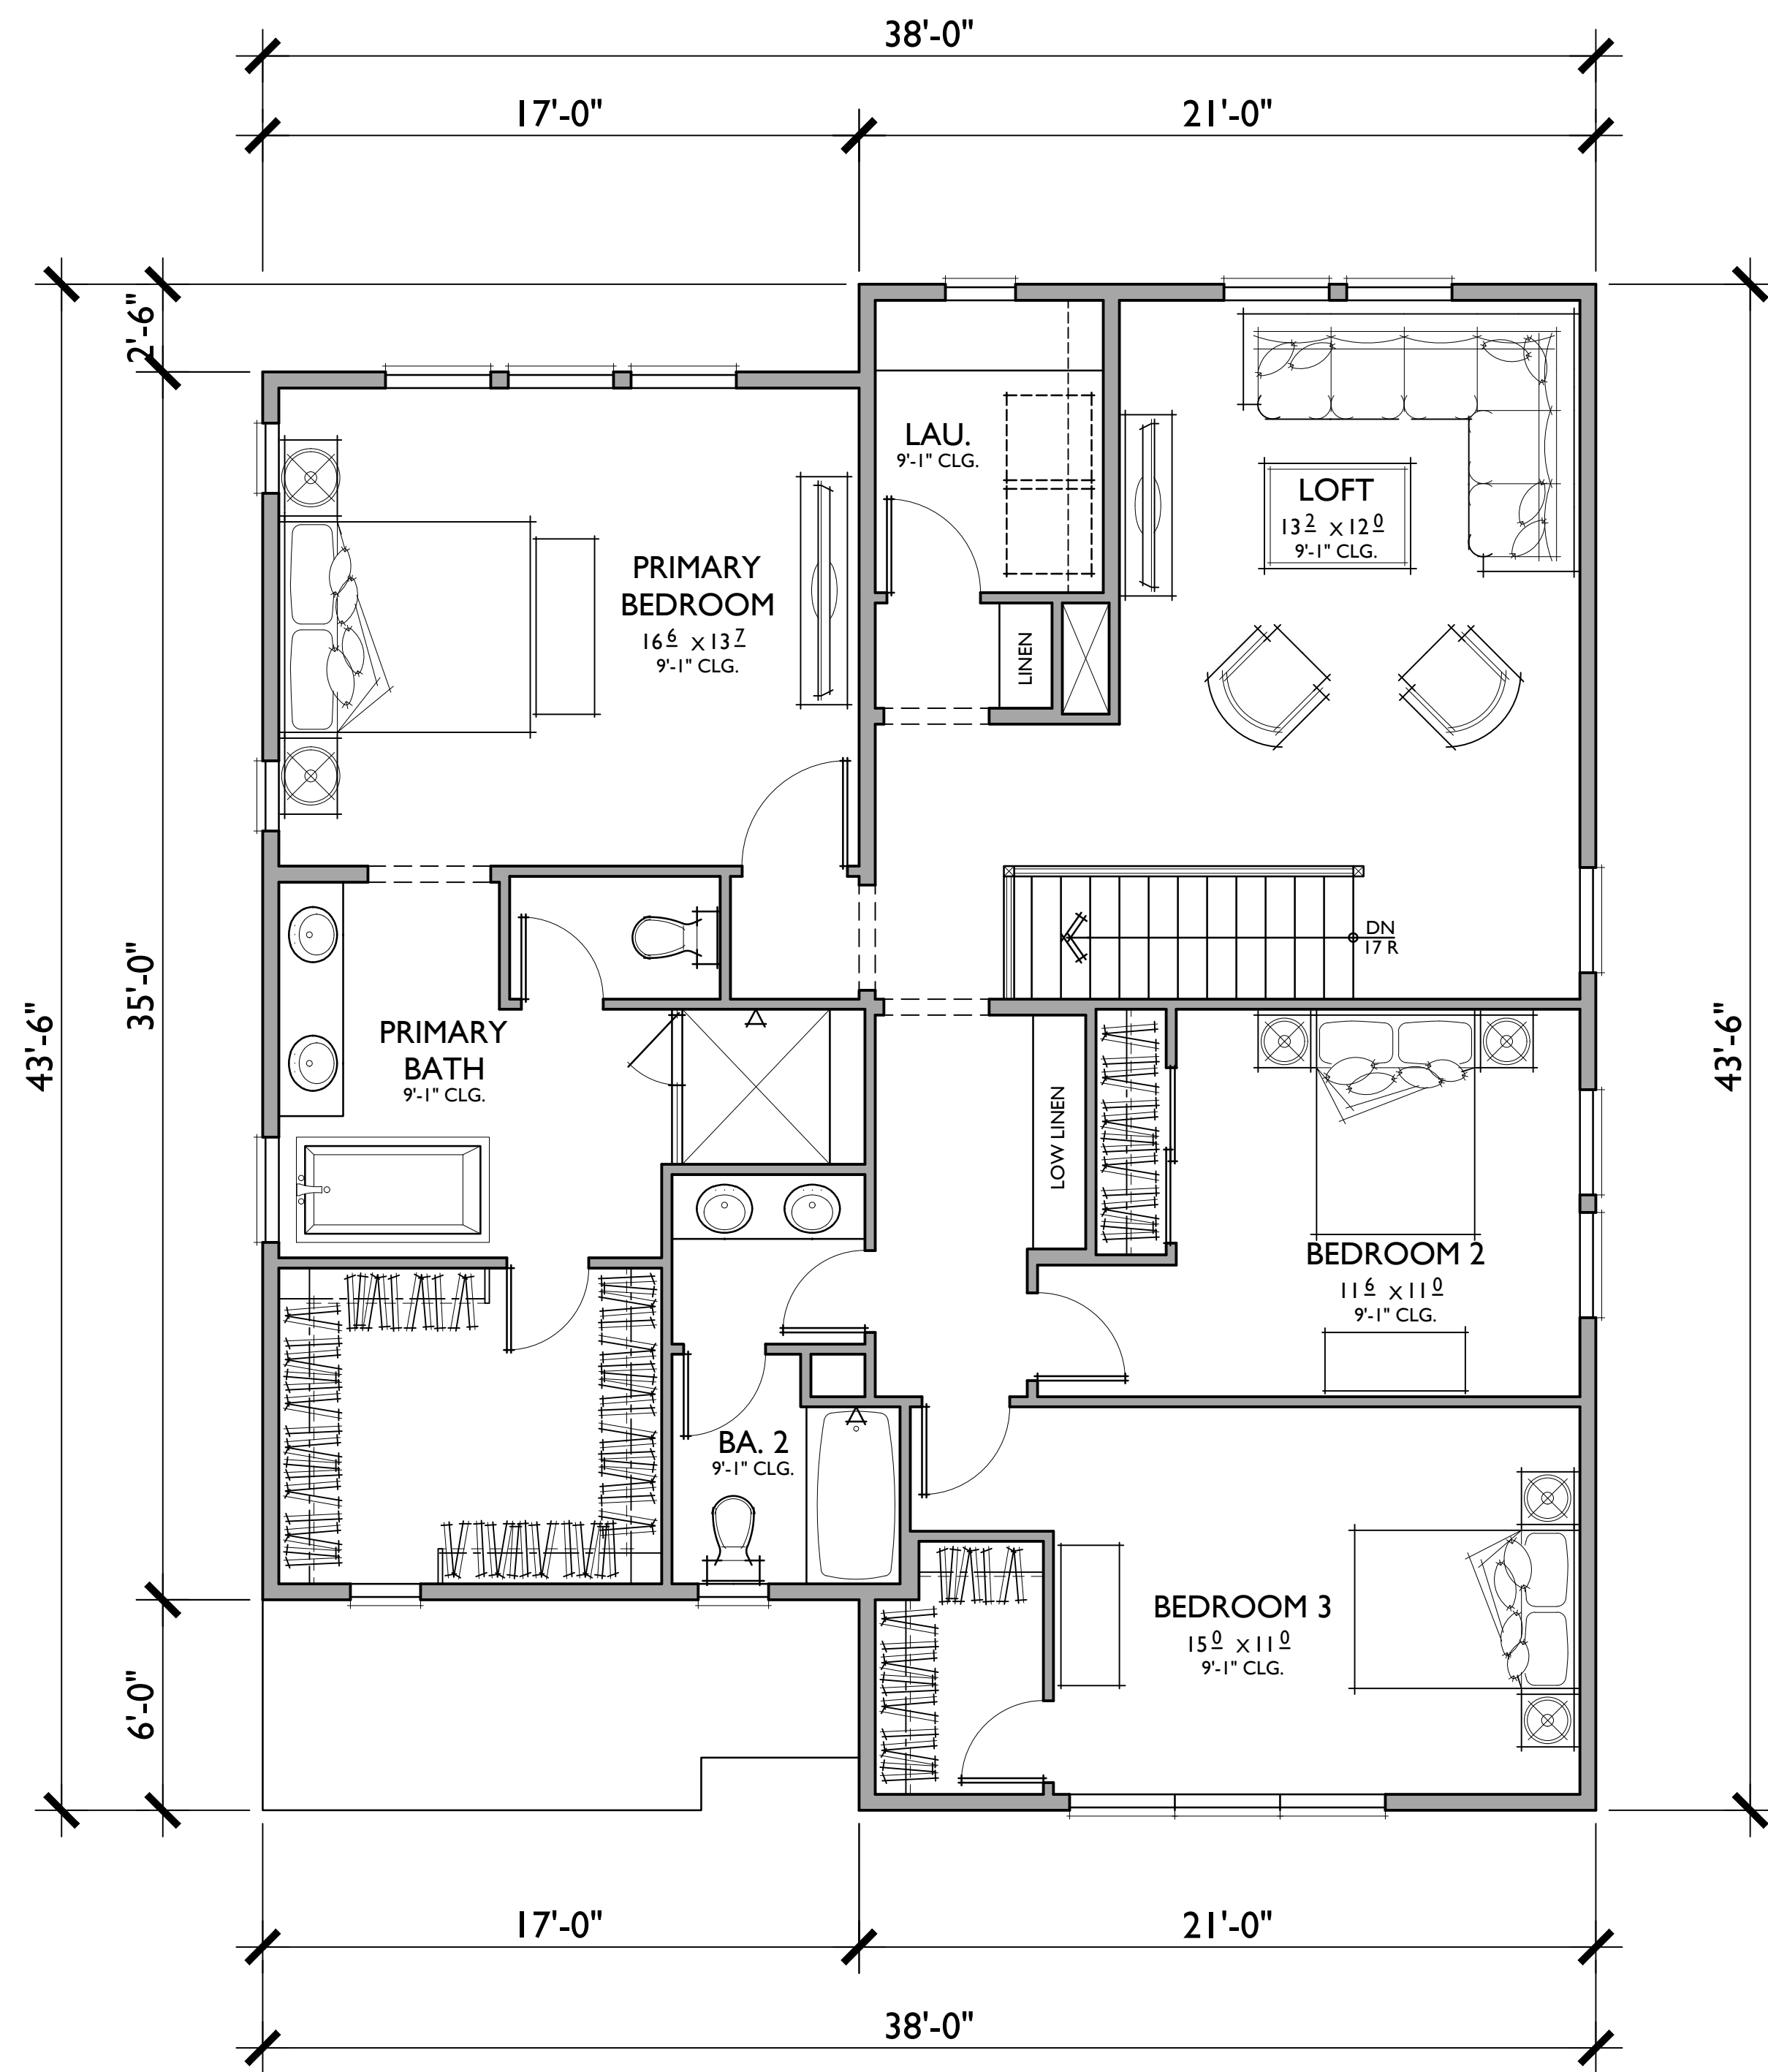 38'-0"
17'-0"
21'-0"
2'-6"
35'-0"
43'-6"
6'-0"
43'-6"
LAU.
9'-1" CLG.
LOFT
13 2 X 12 0
9'-1" CLG.
PRIMARY
BEDROOM
16 6 X 13 7
9'-1" CLG.
LINEN
DN
17 R
PRIMARY
BATH
9'-1" CLG.
LOW LINEN
BEDROOM 2
11 6 X 11 0
9'-1" CLG.
BA. 2
9'-1" CLG.
BEDROOM 3
15 0 X 11 0
9'-1" CLG.
17'-0"
21'-0"
38'-0"